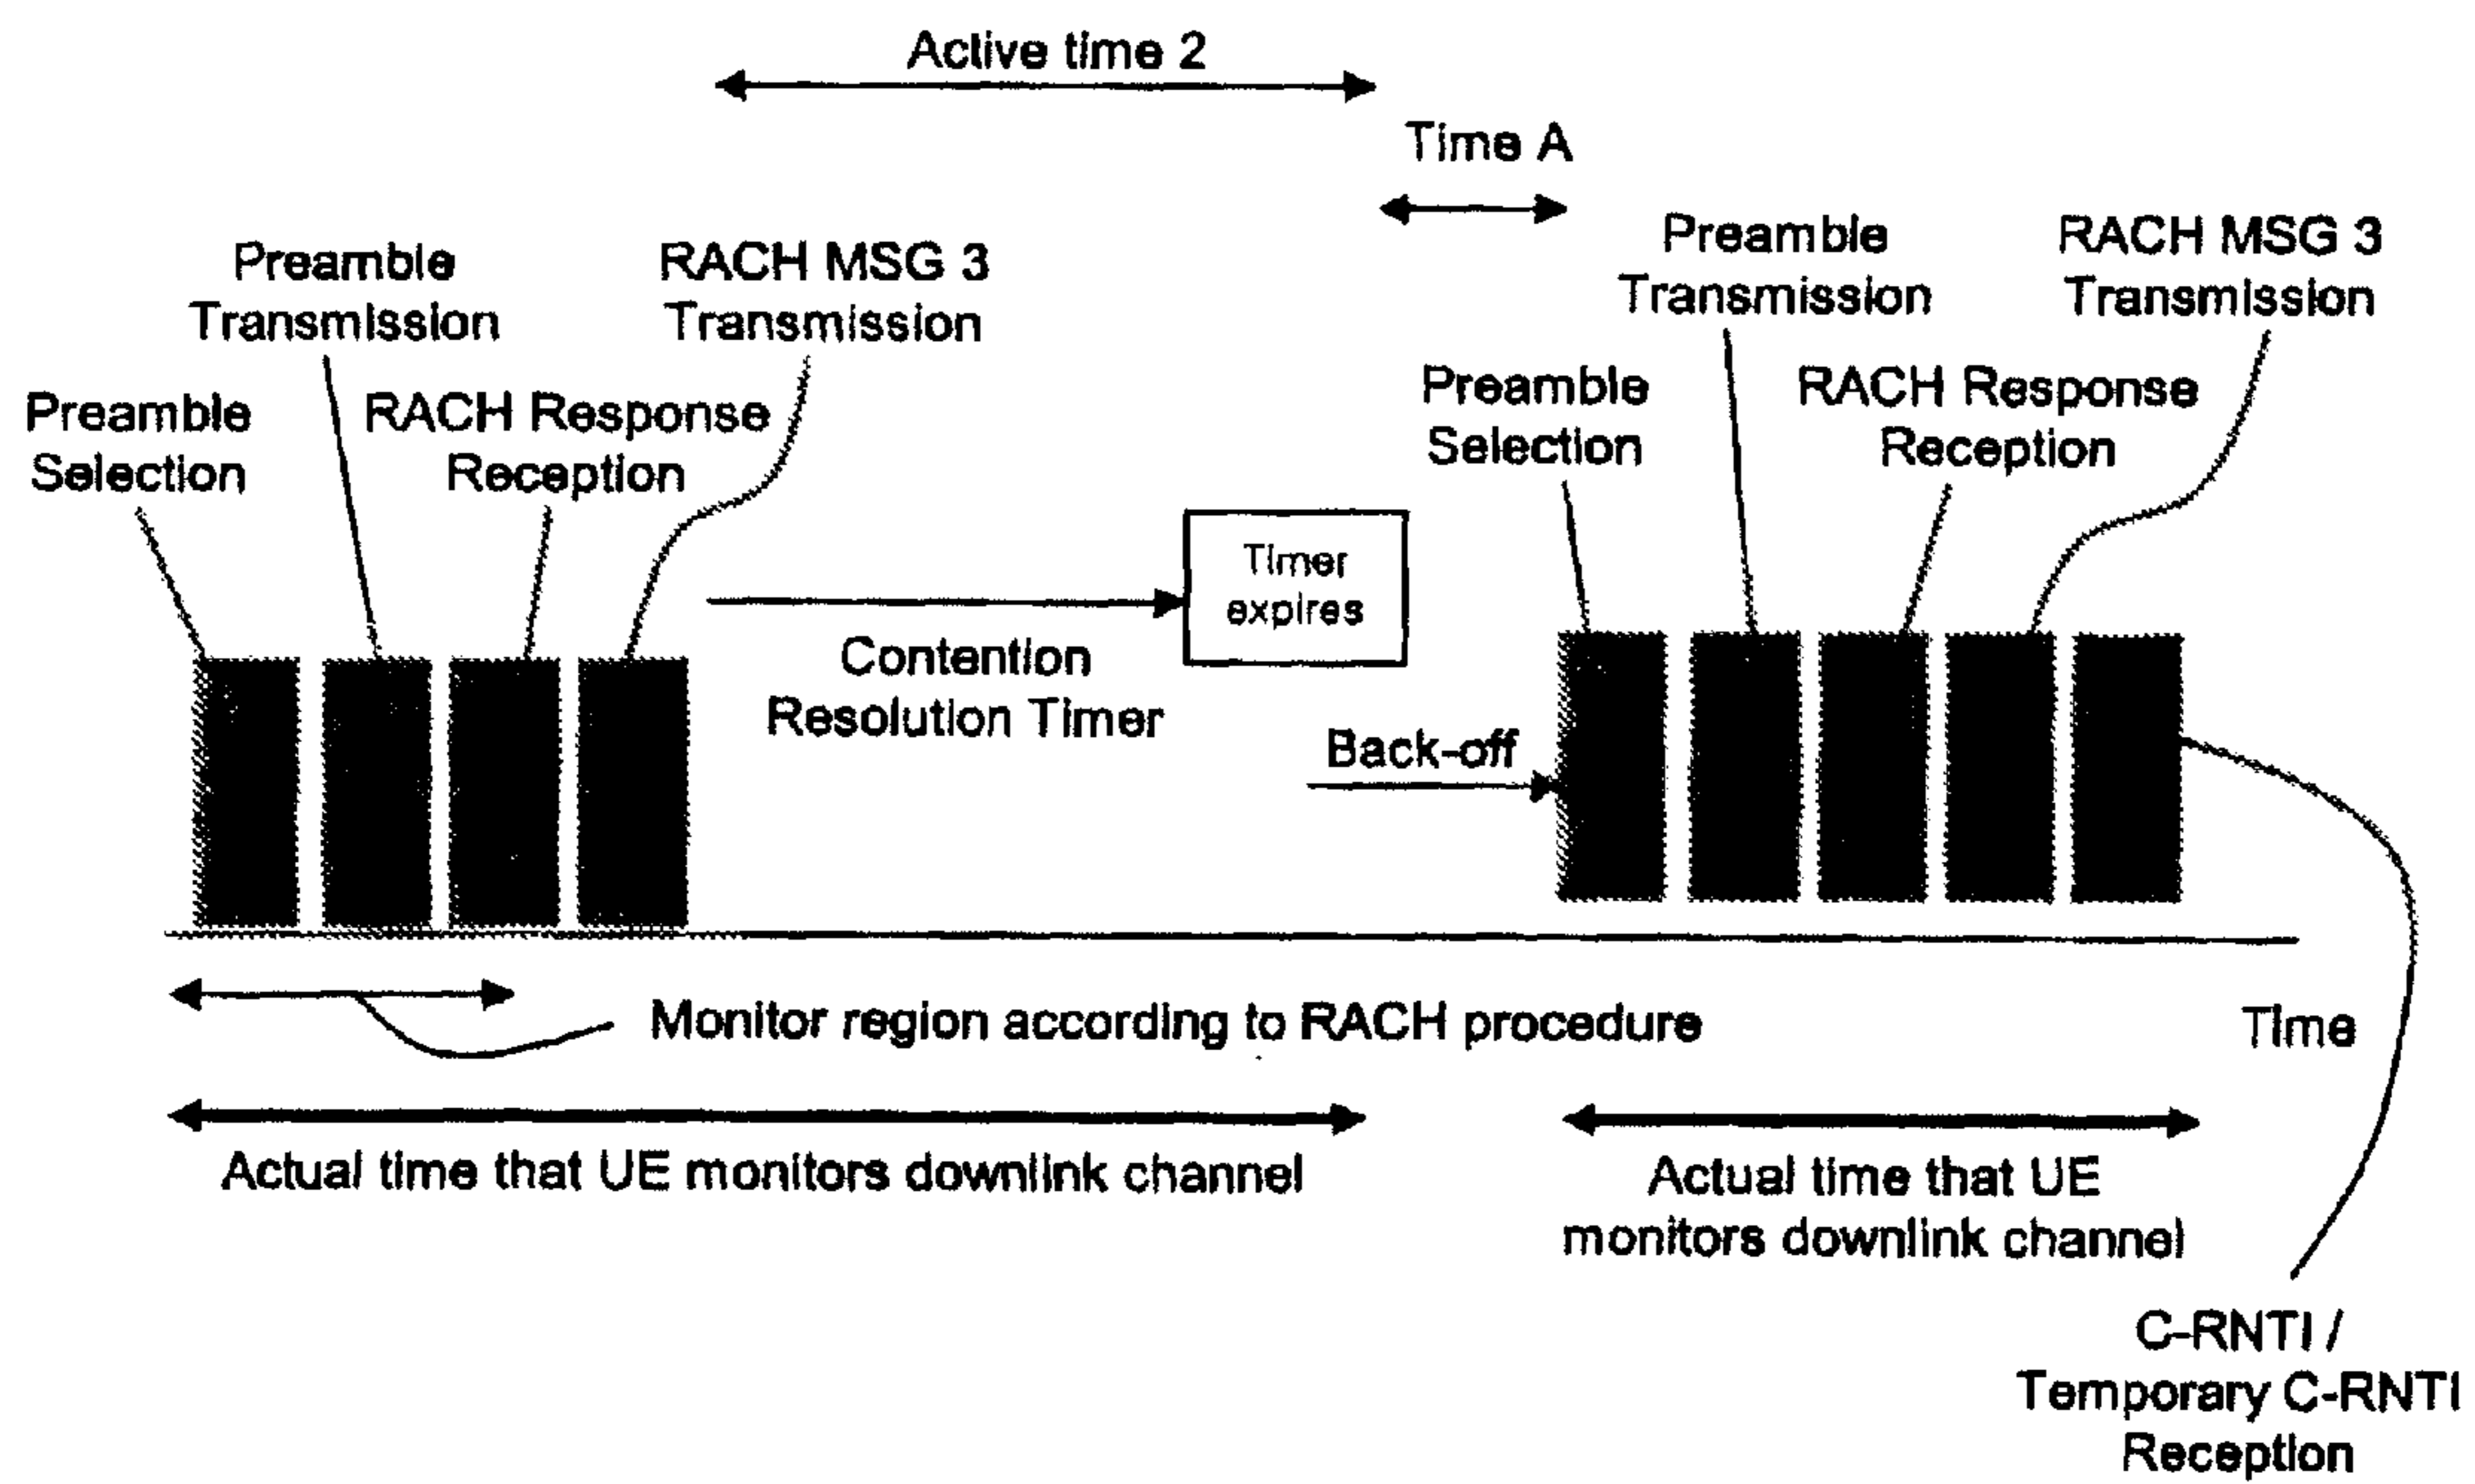 Active time 2
Time A
Preamble
Transmission
RACH MSG 3
Transmission
Preamble
Selection
RACH Response
Reception
Preamble
Transmission
RACH MSG 3
Transmission
Preamble
Selection
RACH Response
Reception
Timer
expires
Contention
Resolution Timer
Back-off
Monitor region according to RACH procedure
Time
Actual time that UE monitors downlink channel
Actual time that UE
monitors downlink channel
C-RNTI /
Temporary C-RNTI
Reception